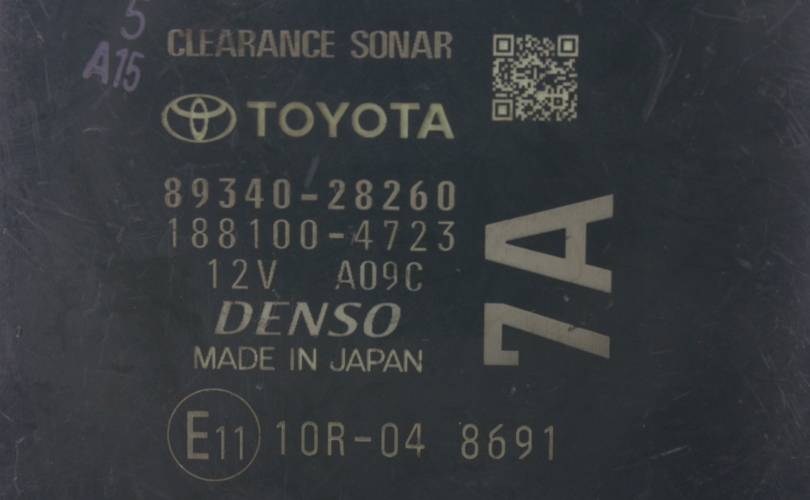 5
A15
CLEARANCE SONAR
TOYOTA
89340-28260
188100-4723
12V A09C
DENSO
MADE IN JAPAN
7A
E11 10R-04 8691